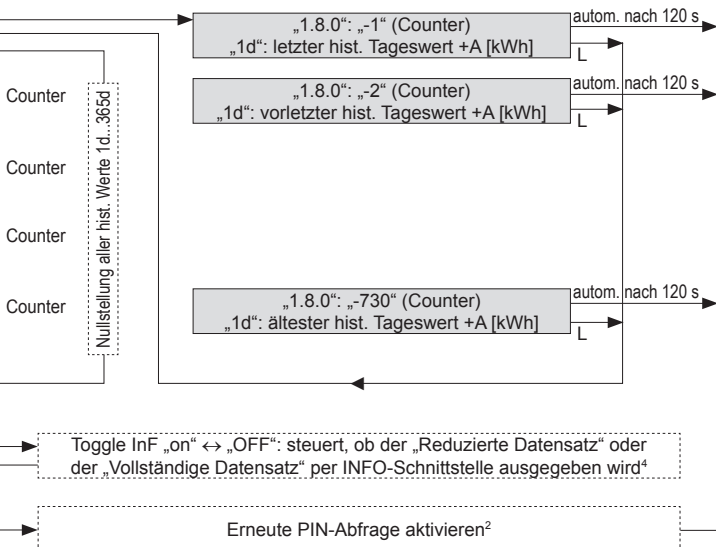 „1.8.0“: „-1“ (Counter)
„1d“: letzter hist. Tageswert +A [kWh]
autom. nach 120 s
L
„1.8.0“: „-2“ (Counter)
„1d“: vorletzter hist. Tageswert +A [kWh]
autom. nach 120 s
L
Counter
Counter
Counter
Counter
Nullstellung aller hist. Werte 1d...365d
„1.8.0“: „-730“ (Counter)
„1d“: ältester hist. Tageswert +A [kWh]
autom. nach 120 s
L
Toggle InF „on“ ↔ „OFF“: steuert, ob der „Reduzierte Datensatz“ oder
der „Vollständige Datensatz“ per INFO-Schnittstelle ausgegeben wird⁴
Erneute PIN-Abfrage aktivieren²